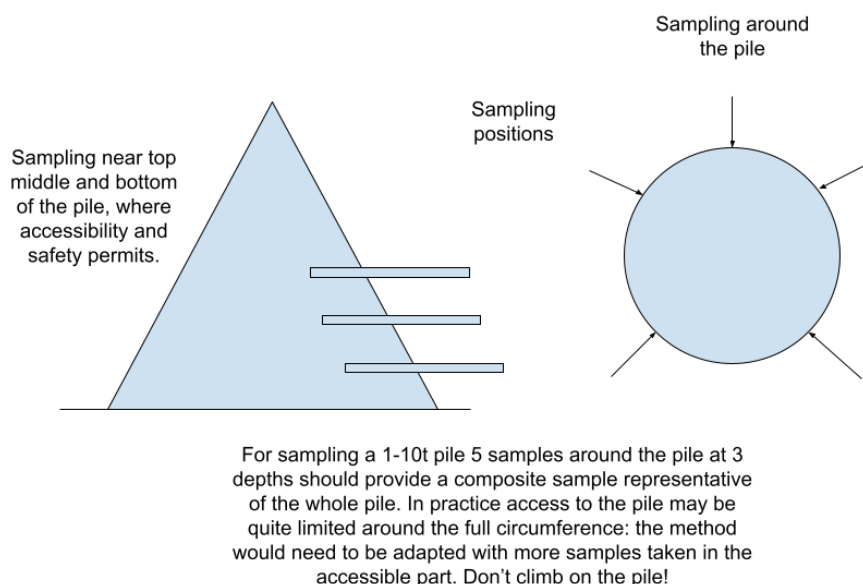 Sampling around
the pile
Sampling
positions
Sampling near top
middle and bottom
of the pile, where
accessibility and
safety permits.
For sampling a 1-10t pile 5 samples around the pile at 3
depths should provide a composite sample representative
of the whole pile. In practice access to the pile may be
quite limited around the full circumference: the method
would need to be adapted with more samples taken in the
accessible part. Don’t climb on the pile!